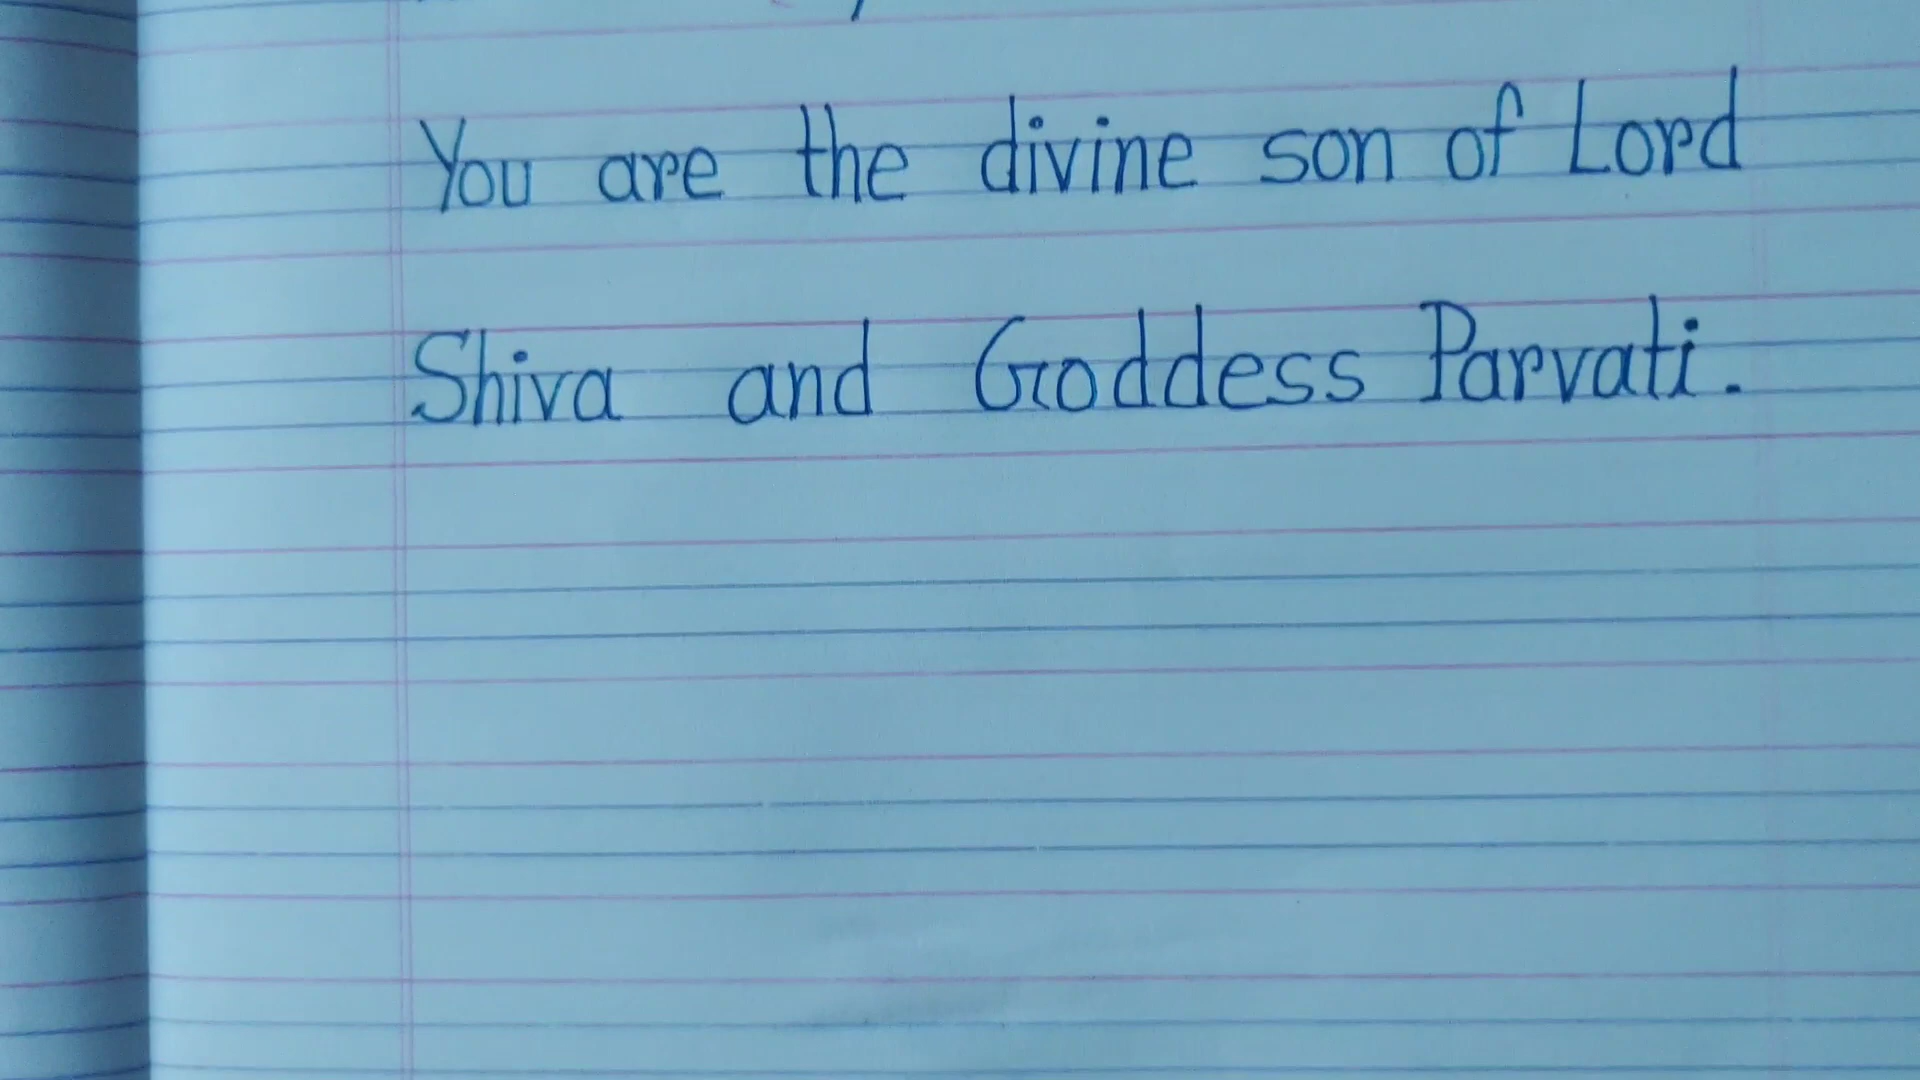 You are the divine son of Lord
Shiva and Goddess Parvati.